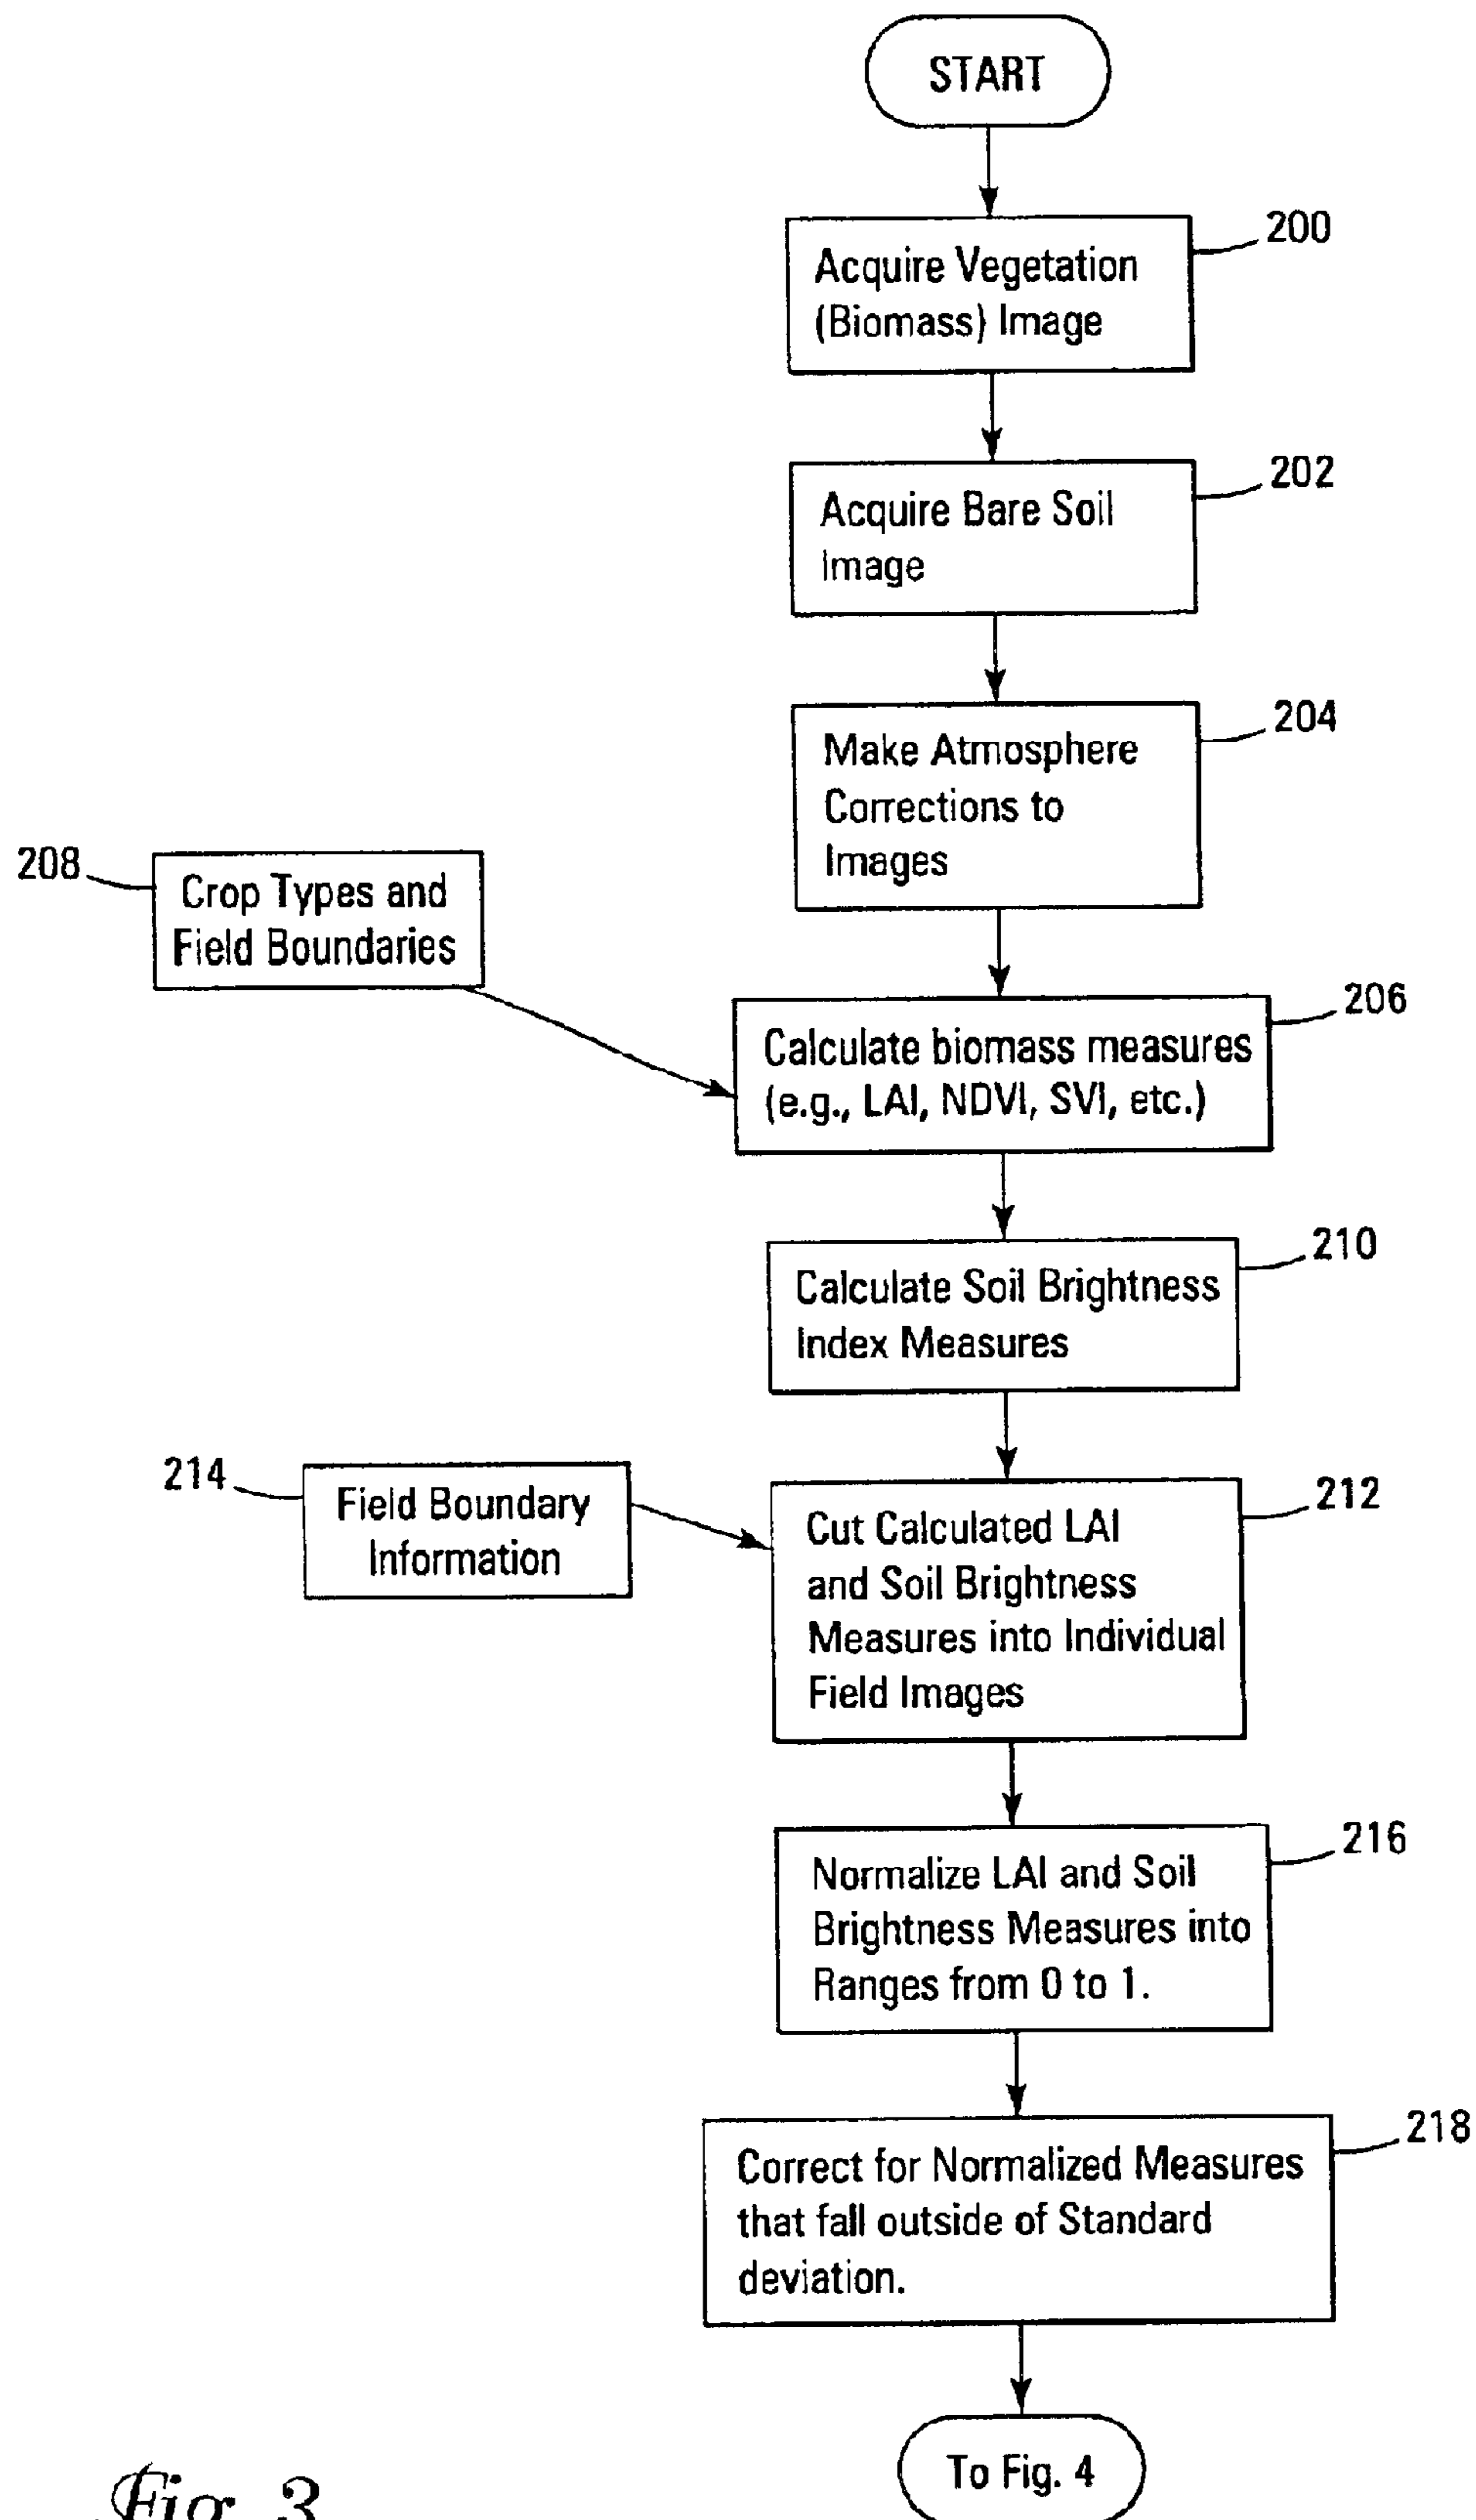 START
200
Acquire Vegetation
(Biomass) Image
202
Acquire Bare Soil
Image
204
Make Atmosphere
Corrections to
Images
208
Crop Types and
Field Boundaries
206
Calculate biomass measures
(e.g., LAI, NDVI, SVI, etc.)
210
Calculate Soil Brightness
Index Measures
214
Field Boundary
Information
212
Cut Calculated LAI
and Soil Brightness
Measures into Individual
Field Images
216
Normalize LAI and Soil
Brightness Measures into
Ranges from 0 to 1.
218
Correct for Normalized Measures
that fall outside of Standard
deviation.
To Fig. 4
Fig. 3